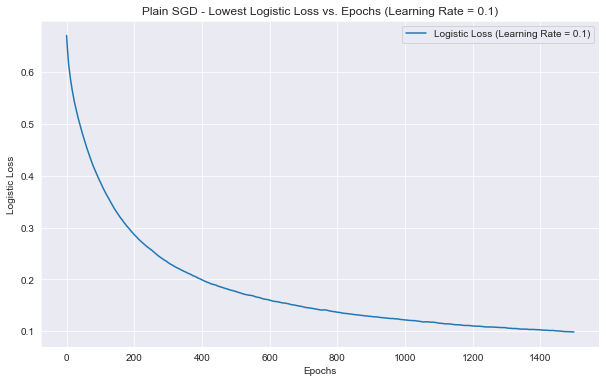 Plain SGD - Lowest Logistic Loss vs. Epochs (Learning Rate = 0.1)
Logistic Loss (Learning Rate = 0.1)
Logistic Loss
0.6
0.5
0.4
0.3
0.2
0.1
0 200 400 600 800 1000 1200 1400
Epochs